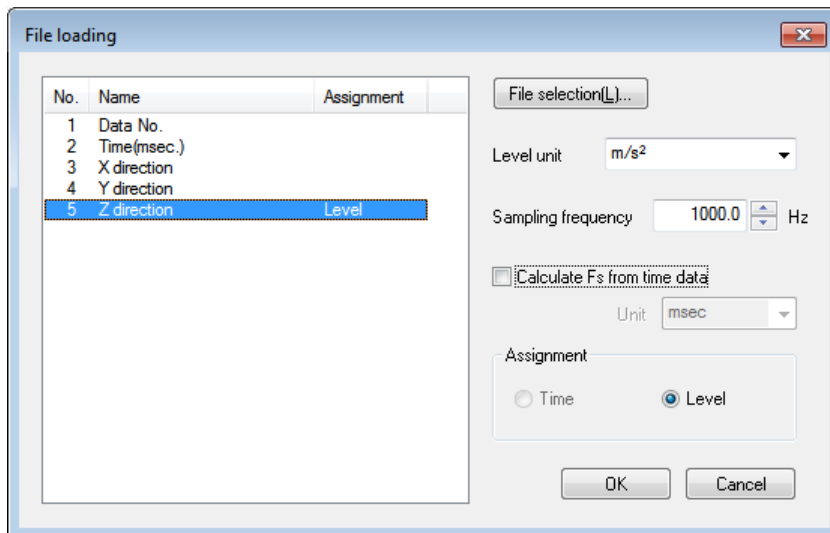 File loading
No. Name Assignment
1 Data No.
2 Time(msec.)
3 X direction
4 Y direction
5 Z direction Level
File selection(L)...
Level unit m/s²
Sampling frequency 1000.0 Hz
Calculate Fs from time data
Unit msec
Assignment
Time Level
OK Cancel